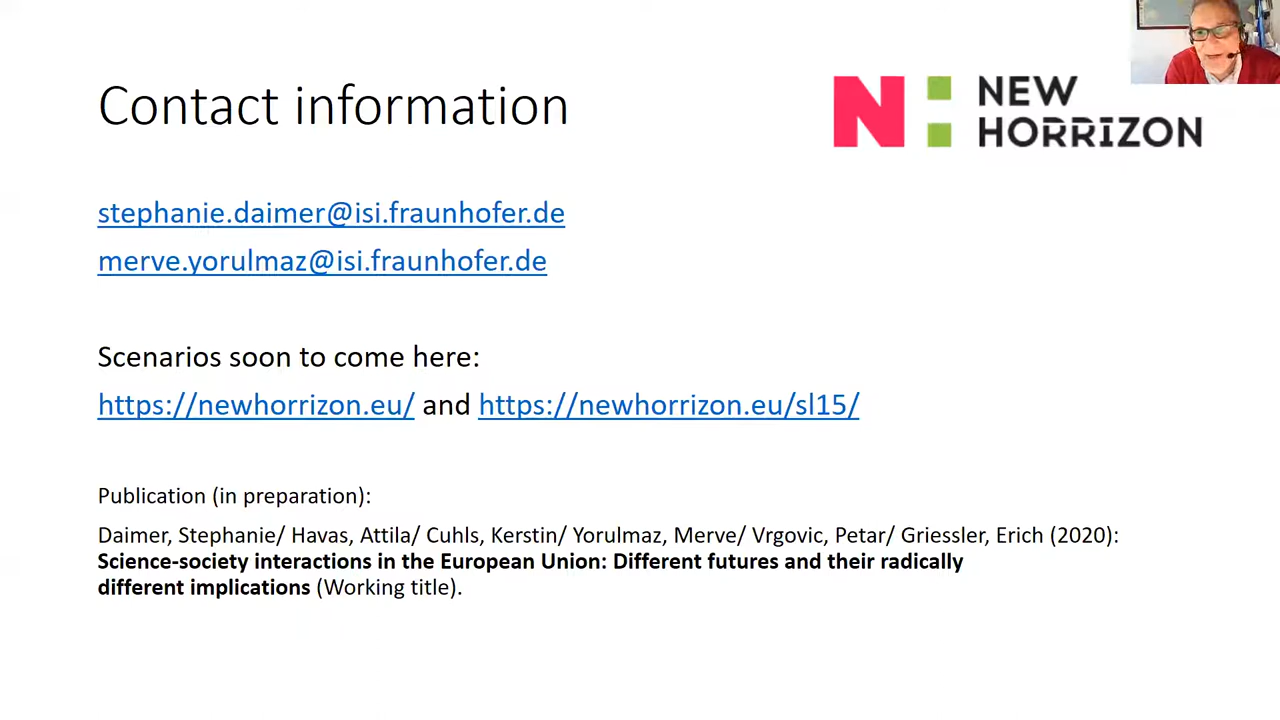 Contact information
NEW
HORRIZON
stephanie.daimer@isi.fraunhofer.de
merve.yorulmaz@isi.fraunhofer.de
Scenarios soon to come here:
https://newhorrizon.eu/ and https://newhorrizon.eu/sl15/
Publication (in preparation):
Daimer, Stephanie/ Havas, Attila/ Cuhls, Kerstin/ Yorulmaz, Merve/ Vrgovic, Petar/ Griessler, Erich (2020):
Science-society interactions in the European Union: Different futures and their radically
different implications (Working title).